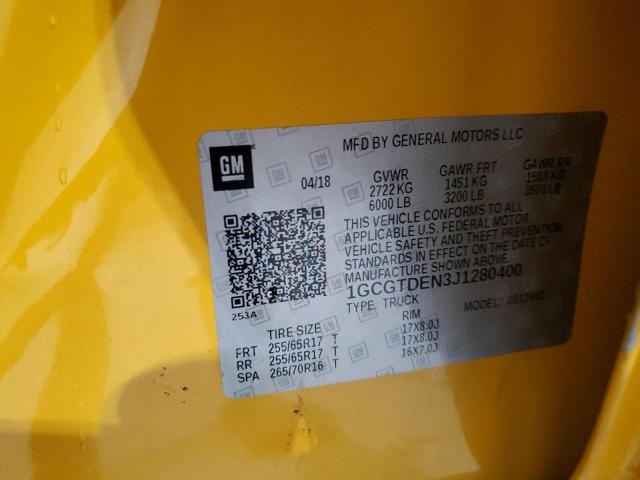 GM
MFD BY GENERAL MOTORS LLC
04/18 GVWR GAWR FRT GAWR RR
2722 KG 1451 KG 1588 KG
6000 LB 3200 LB 3500 LB
THIS VEHICLE CONFORMS TO ALL
APPLICABLE U.S. FEDERAL MOTOR
VEHICLE SAFETY AND THEFT PREVENTION
STANDARDS IN EFFECT ON THE DATE OF
MANUFACTURE SHOWN ABOVE.
1GCGTDEN3J1280400
253A
TYPE: TRUCK MODEL:
TIRE SIZE RIM
FRT 255/65R17 T 17X8.0J
RR 255/65R17 T 17X8.0J
SPA 265/70R16 T 16X7.0J